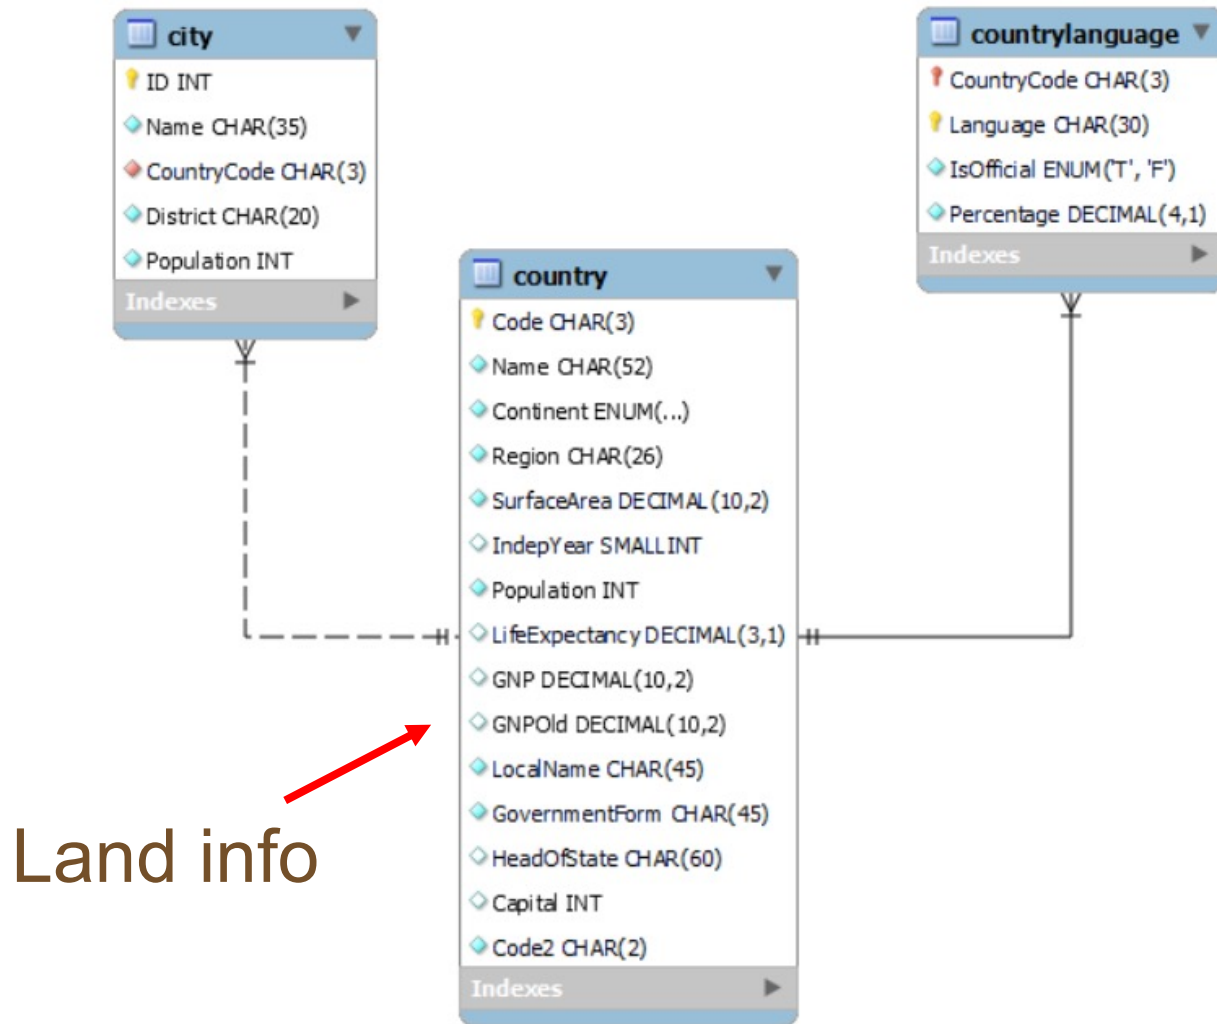 city
ID INT
Name CHAR(35)
CountryCode CHAR(3)
District CHAR(20)
Population INT
Indexes
countrylanguage
CountryCode CHAR(3)
Language CHAR(30)
IsOfficial ENUM('T', 'F')
Percentage DECIMAL(4,1)
Indexes
country
Code CHAR(3)
Name CHAR(52)
Continent ENUM(...)
Region CHAR(26)
SurfaceArea DECIMAL(10,2)
IndepYear SMALLINT
Population INT
LifeExpectancy DECIMAL(3,1)
GNP DECIMAL(10,2)
GNPOld DECIMAL(10,2)
LocalName CHAR(45)
GovernmentForm CHAR(45)
HeadOfState CHAR(60)
Capital INT
Code2 CHAR(2)
Indexes
Land info